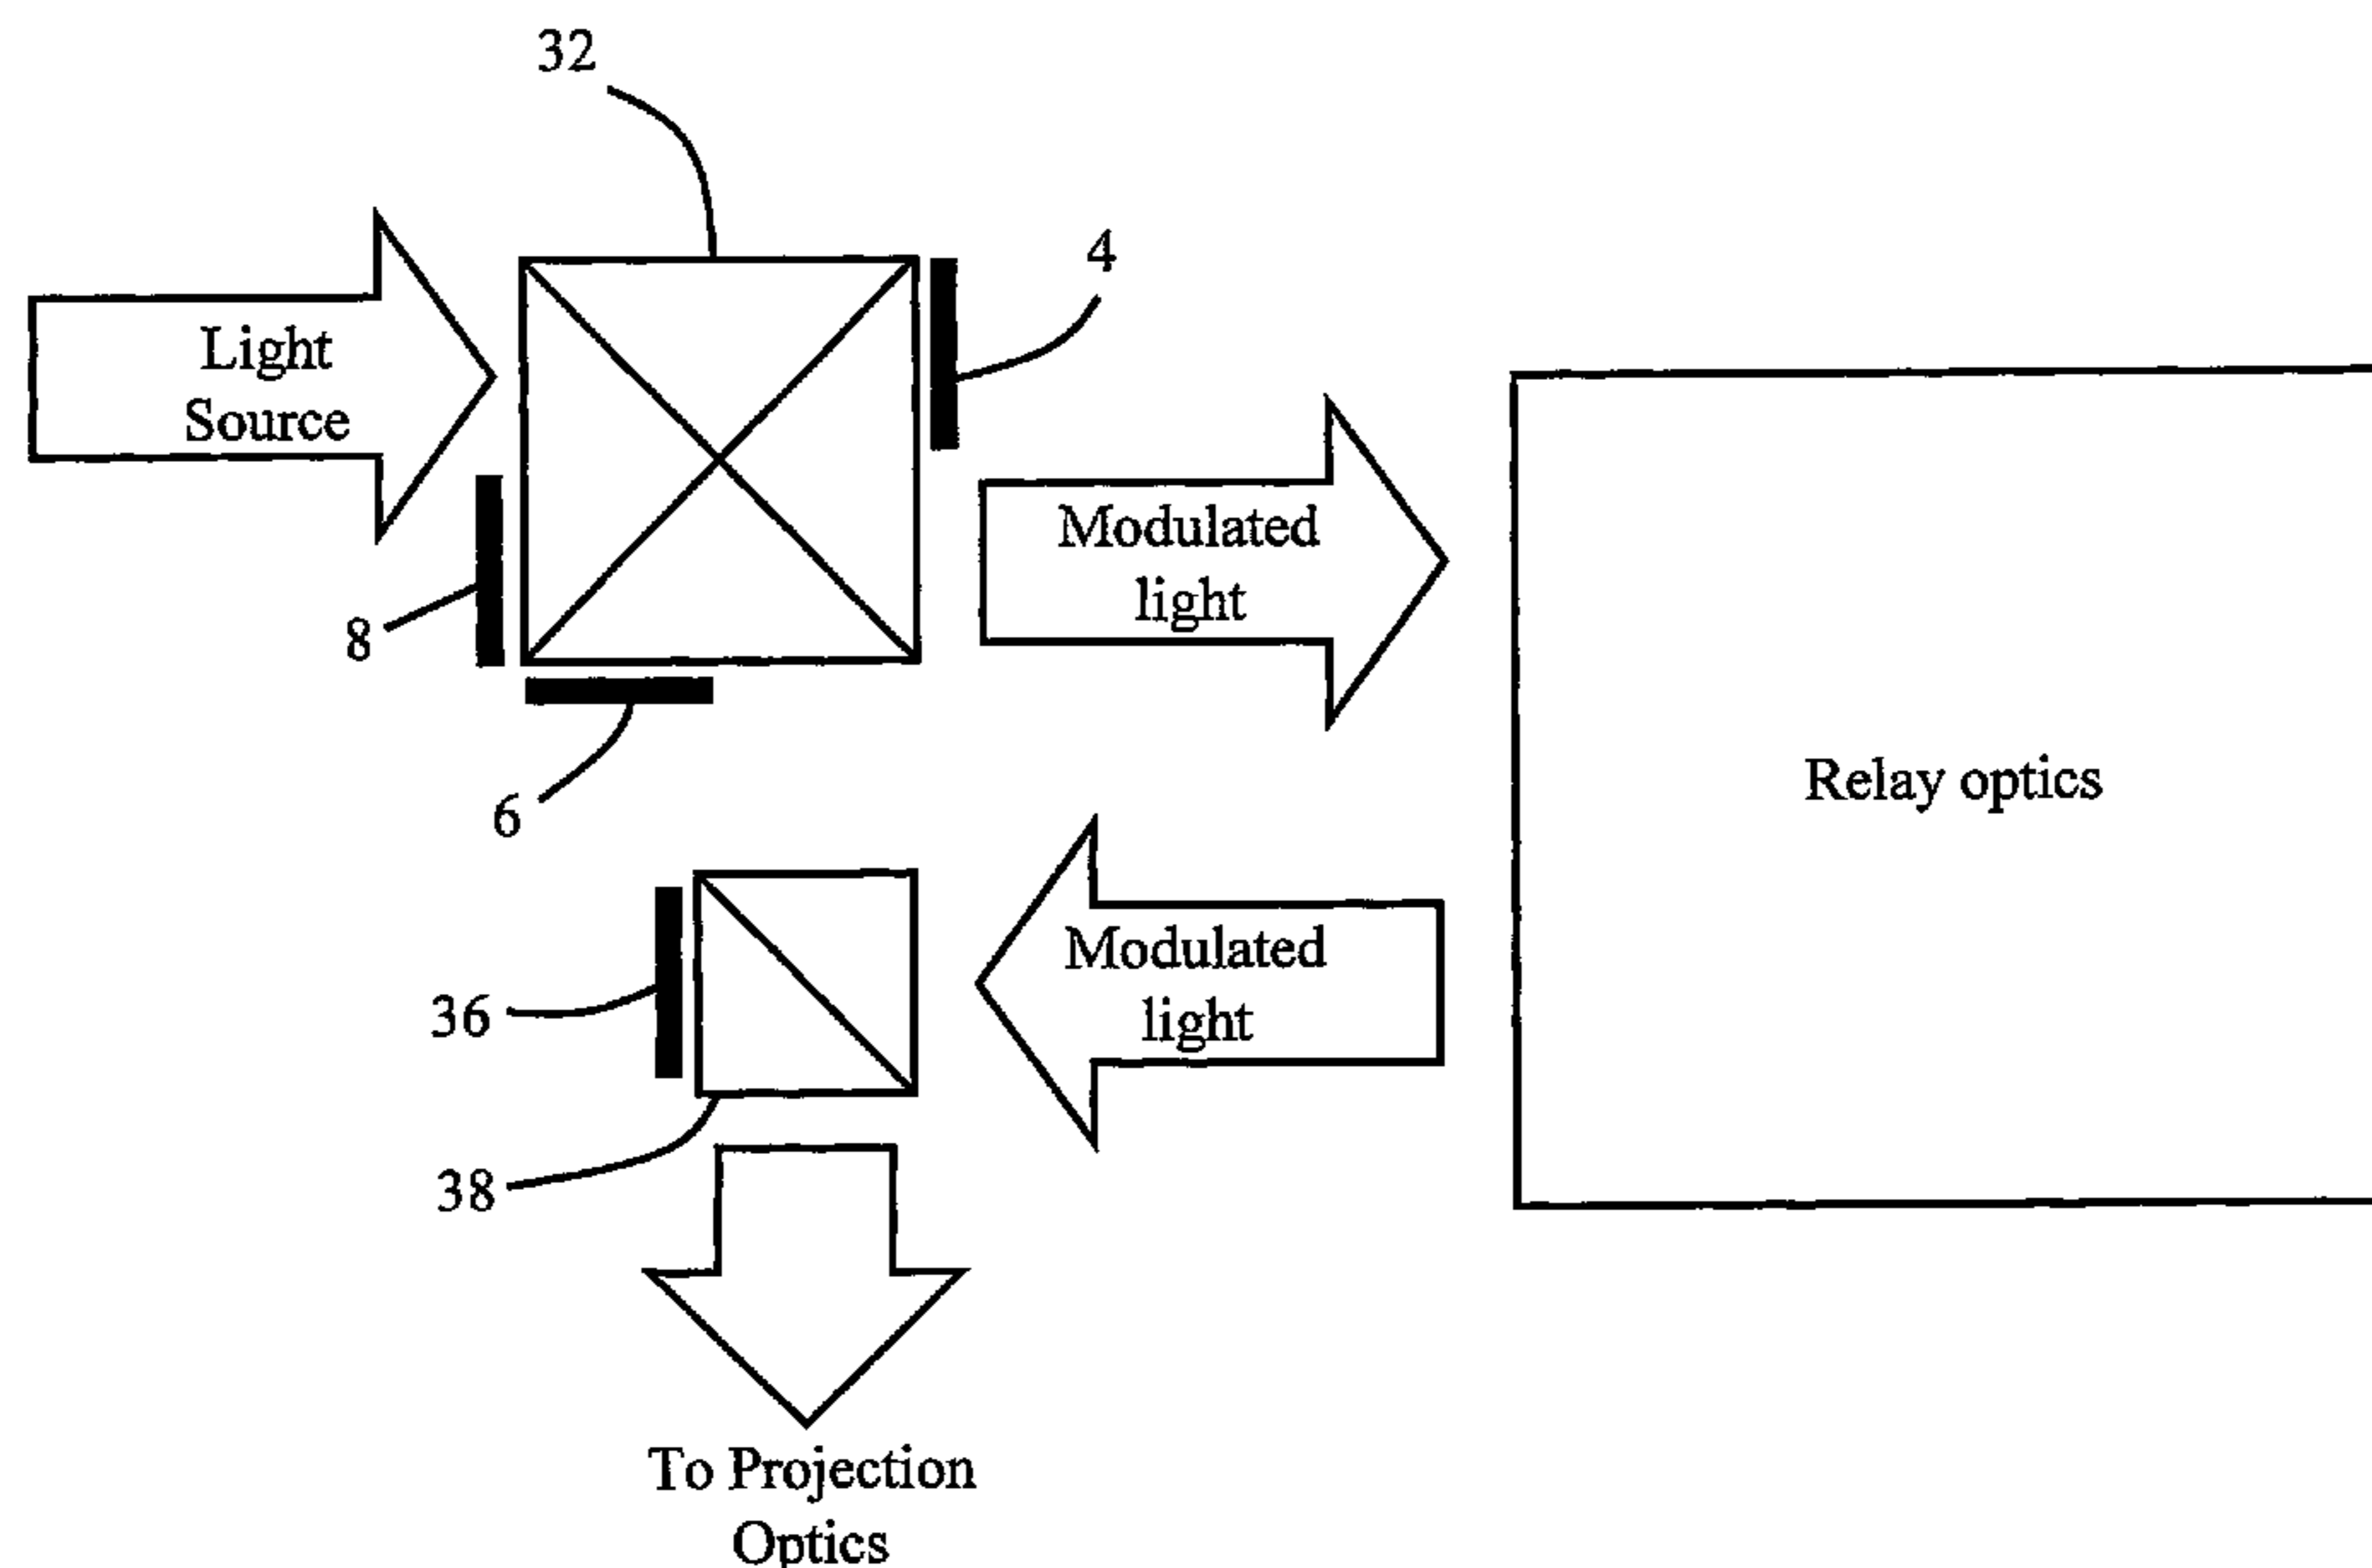 32
4
Light
Source
Modulated
light
8
6
Relay optics
Modulated
light
36
38
To Projection
Optics